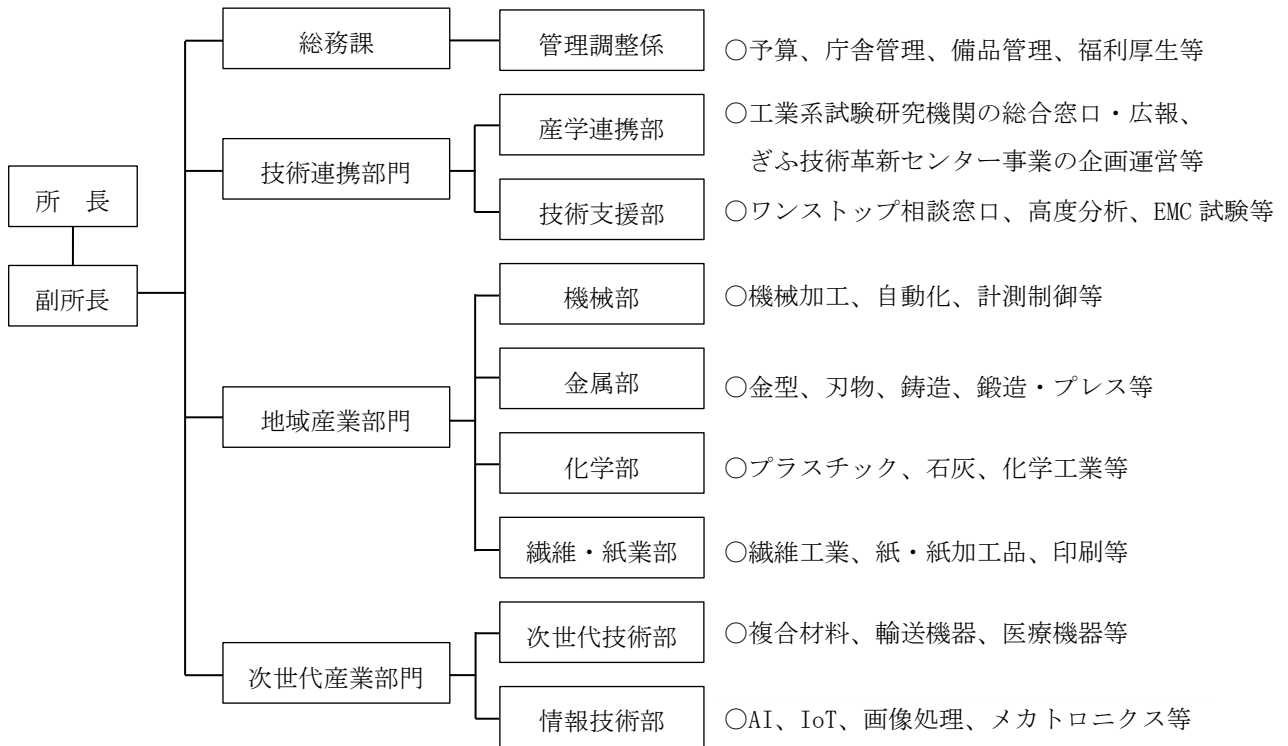 所　長
副所長
総務課
管理調整係
○予算、庁舎管理、備品管理、福利厚生等
技術連携部門
産学連携部
○工業系試験研究機関の総合窓口・広報、
ぎふ技術革新センター事業の企画運営等
技術支援部
○ワンストップ相談窓口、高度分析、EMC 試験等
地域産業部門
機械部
○機械加工、自動化、計測制御等
金属部
○金型、刃物、鋳造、鍛造・プレス等
化学部
○プラスチック、石灰、化学工業等
繊維・紙業部
○繊維工業、紙・紙加工品、印刷等
次世代産業部門
次世代技術部
○複合材料、輸送機器、医療機器等
情報技術部
○AI、IoT、画像処理、メカトロニクス等